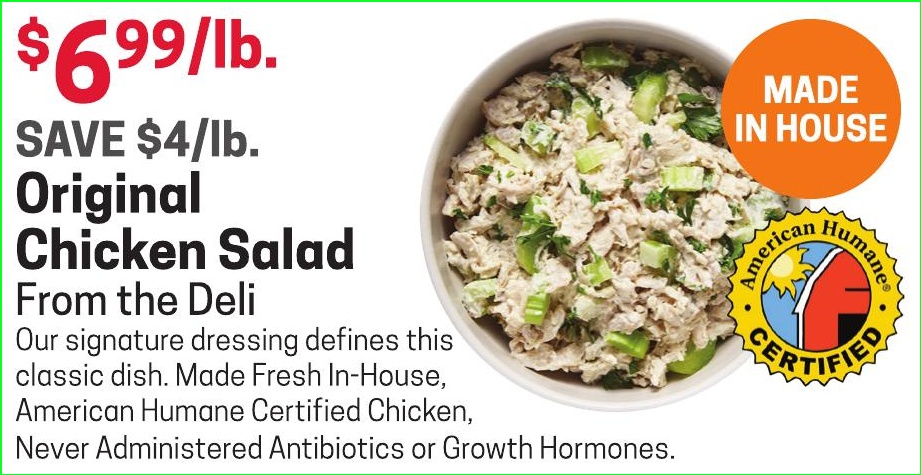 $6.99/lb.
SAVE $4/lb.
Original
Chicken Salad
From the Deli
Our signature dressing defines this
classic dish. Made Fresh In-House,
American Humane Certified Chicken,
Never Administered Antibiotics or Growth Hormones.
MADE
IN HOUSE
American Humane®
CERTIFIED